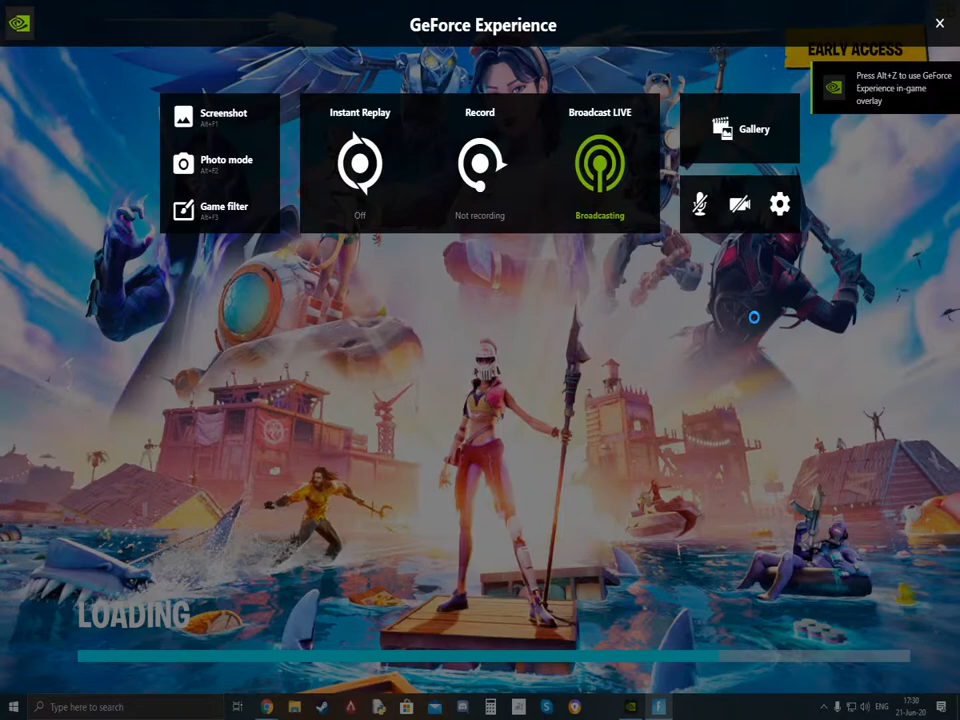 GeForce Experience
EARLY ACCESS
Press Alt+Z to use GeForce
Experience in-game
overlay
Screenshot
Alt+F1
Photo mode
Alt+F2
Game filter
Alt+F3
Instant Replay
Off
Record
Not recording
Broadcast LIVE
Broadcasting
Gallery
LOADING
Type here to search
ENG
17:30
21-Jun-20